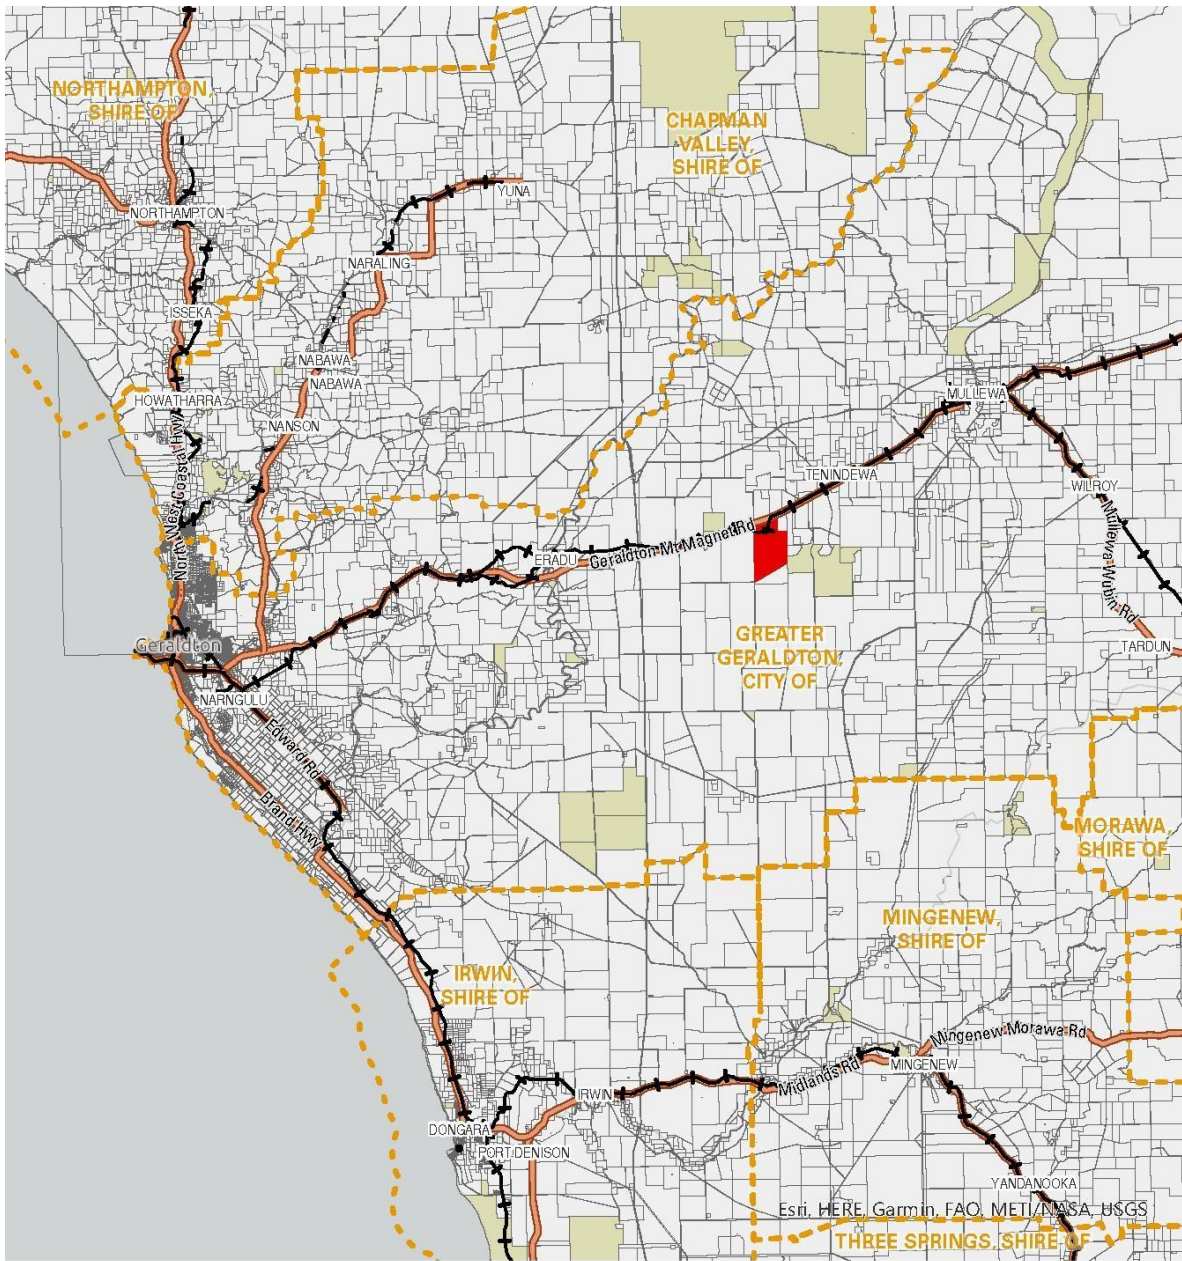 NORTHAMPTON,
SHIRE OF
CHAPMAN
VALLEY,
SHIRE OF
YUNA
NORTHAMPTON
NARALING
ISSEKA
NABAWA
NABAWA
HOWATHARRA
MULLEWA
NANSON
North West Coastal Hwy
TENINDEWA
WILROY
Mullewa Wubin Rd
Geraldton Mt Magnet Rd
ERADU
GREATER
GERALDTON,
CITY OF
Geraldton
TARDUN
NARNGULU
Edward Rd
Brand Hwy
MORAWA,
SHIRE OF
MINGENEW,
SHIRE OF
IRWIN,
SHIRE OF
Mingenew Morawa Rd
MINGENEW
Midlands Rd
IRWIN
DONGARA
PORT DENISON
YANDANOOKA
Esri, HERE, Garmin, FAO, METI/NASA, USGS
THREE SPRINGS, SHIRE OF